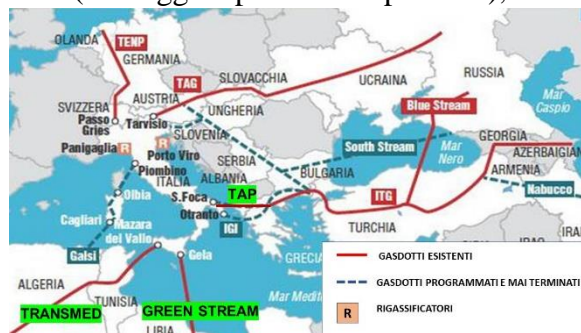 OLANDA
TENP
GERMANIA
TAG
SLOVACCHIA
UCRAINA
RUSSIA
Mar
Caspio
SVIZZERA
AUSTRIA
UNGHERIA
Blue Stream
Passo
Gries
Tarvisio
SLOVENIA
Panigaglia
R
R
Porto Viro
Piombino
SERBIA
South Stream
Mar
Nero
GEORGIA
AZERBAIGIAN
ARMENIA
ITALIA
ALBANIA
BULGARIA
Olbia
S.Foca
TAP
ITG
Nabucco
Otranto
IGI
Cagliari
Mazara
del Vallo
TURCHIA
Galsi
Gela
GRECIA
ALGERIA
TUNISIA
TRANSMED
GREEN STREAM
LIBIA
GASDOTTI ESISTENTI
GASDOTTI PROGRAMMATI E MAI TERMINATI
R
RIGASSIFICATORI